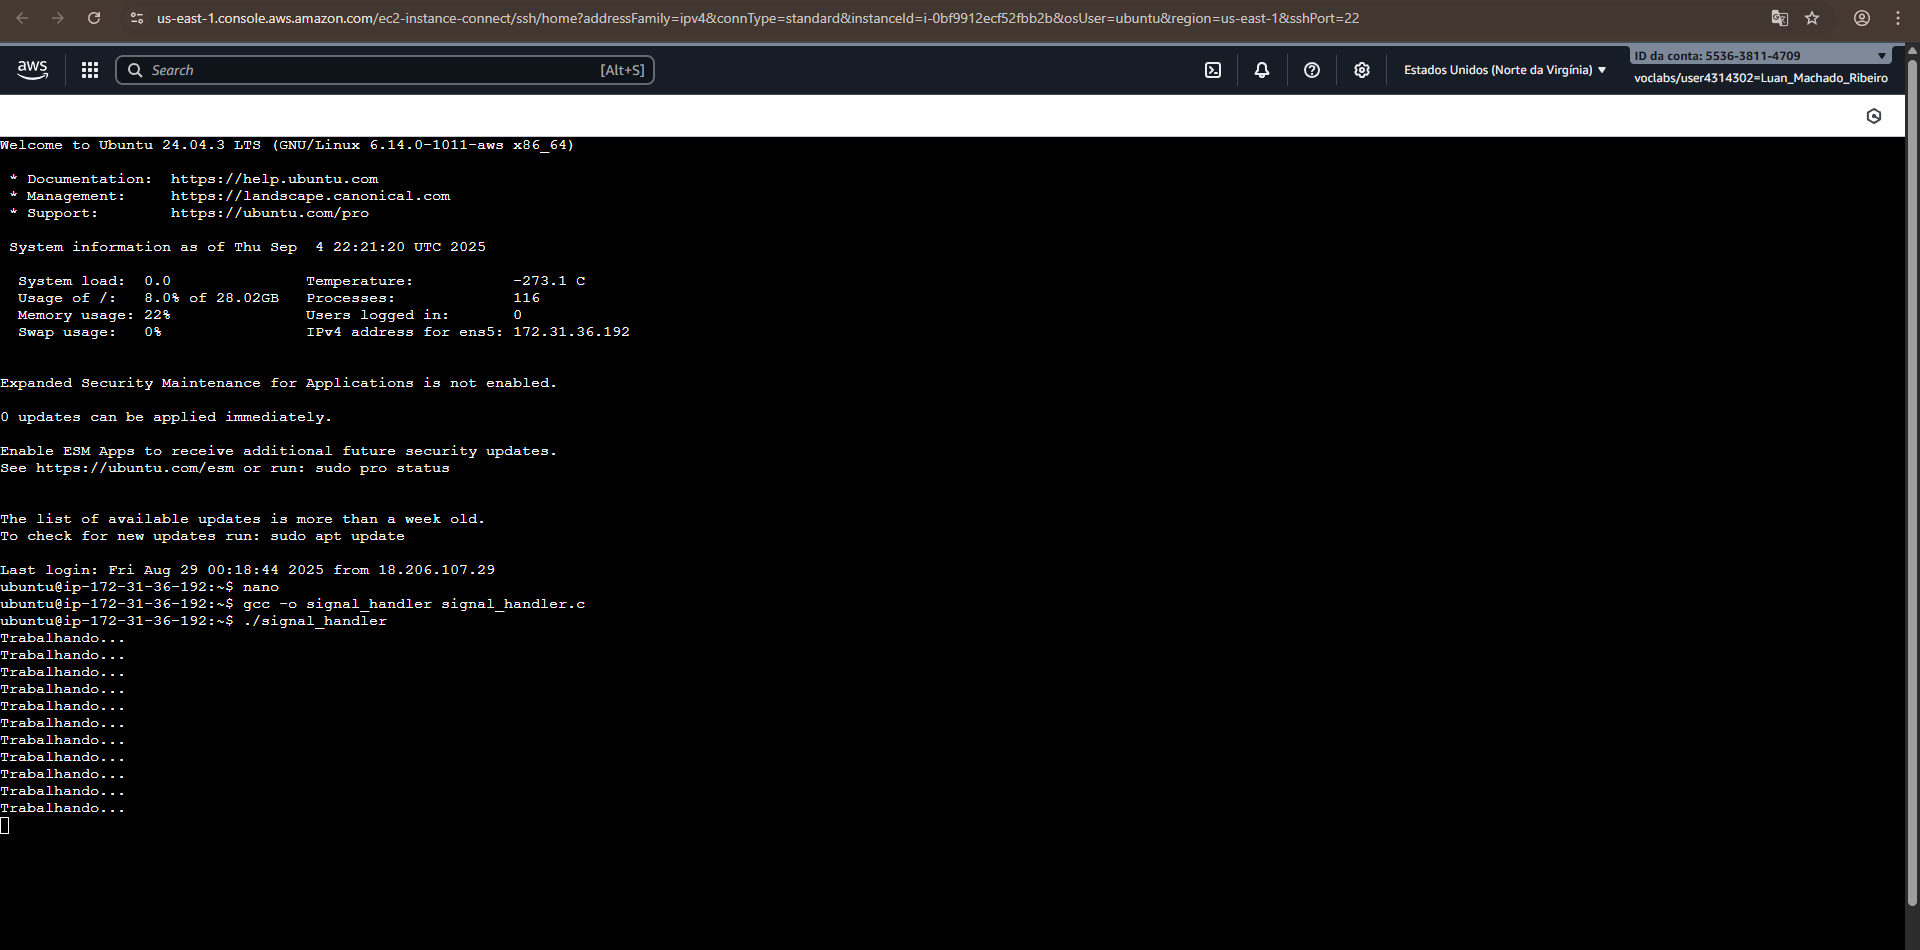 us-east-1.console.aws.amazon.com/ec2-instance-connect/ssh/home?addressFamily=ipv4&connType=standard&instanceId=i-0bf9912ecf52fbb2b&osUser=ubuntu&region=us-east-1&sshPort=22
aws
Search [Alt+S]
Estados Unidos (Norte da Virgínia)
ID da conta: 5536-3811-4709
voclabs/user4314302=Luan_Machado_Ribeiro
Welcome to Ubuntu 24.04.3 LTS (GNU/Linux 6.14.0-1011-aws x86_64)
* Documentation: https://help.ubuntu.com
* Management: https://landscape.canonical.com
* Support: https://ubuntu.com/pro
System information as of Thu Sep 4 22:21:20 UTC 2025
System load: 0.0 Temperature: -273.1 C
Usage of /: 8.0% of 28.02GB Processes: 116
Memory usage: 22% Users logged in: 0
Swap usage: 0% IPv4 address for ens5: 172.31.36.192
Expanded Security Maintenance for Applications is not enabled.
0 updates can be applied immediately.
Enable ESM Apps to receive additional future security updates.
See https://ubuntu.com/esm or run: sudo pro status
The list of available updates is more than a week old.
To check for new updates run: sudo apt update
Last login: Fri Aug 29 00:18:44 2025 from 18.206.107.29
ubuntu@ip-172-31-36-192:~$ nano
ubuntu@ip-172-31-36-192:~$ gcc -o signal_handler signal_handler.c
ubuntu@ip-172-31-36-192:~$ ./signal_handler
Trabalhando...
Trabalhando...
Trabalhando...
Trabalhando...
Trabalhando...
Trabalhando...
Trabalhando...
Trabalhando...
Trabalhando...
Trabalhando...
Trabalhando...